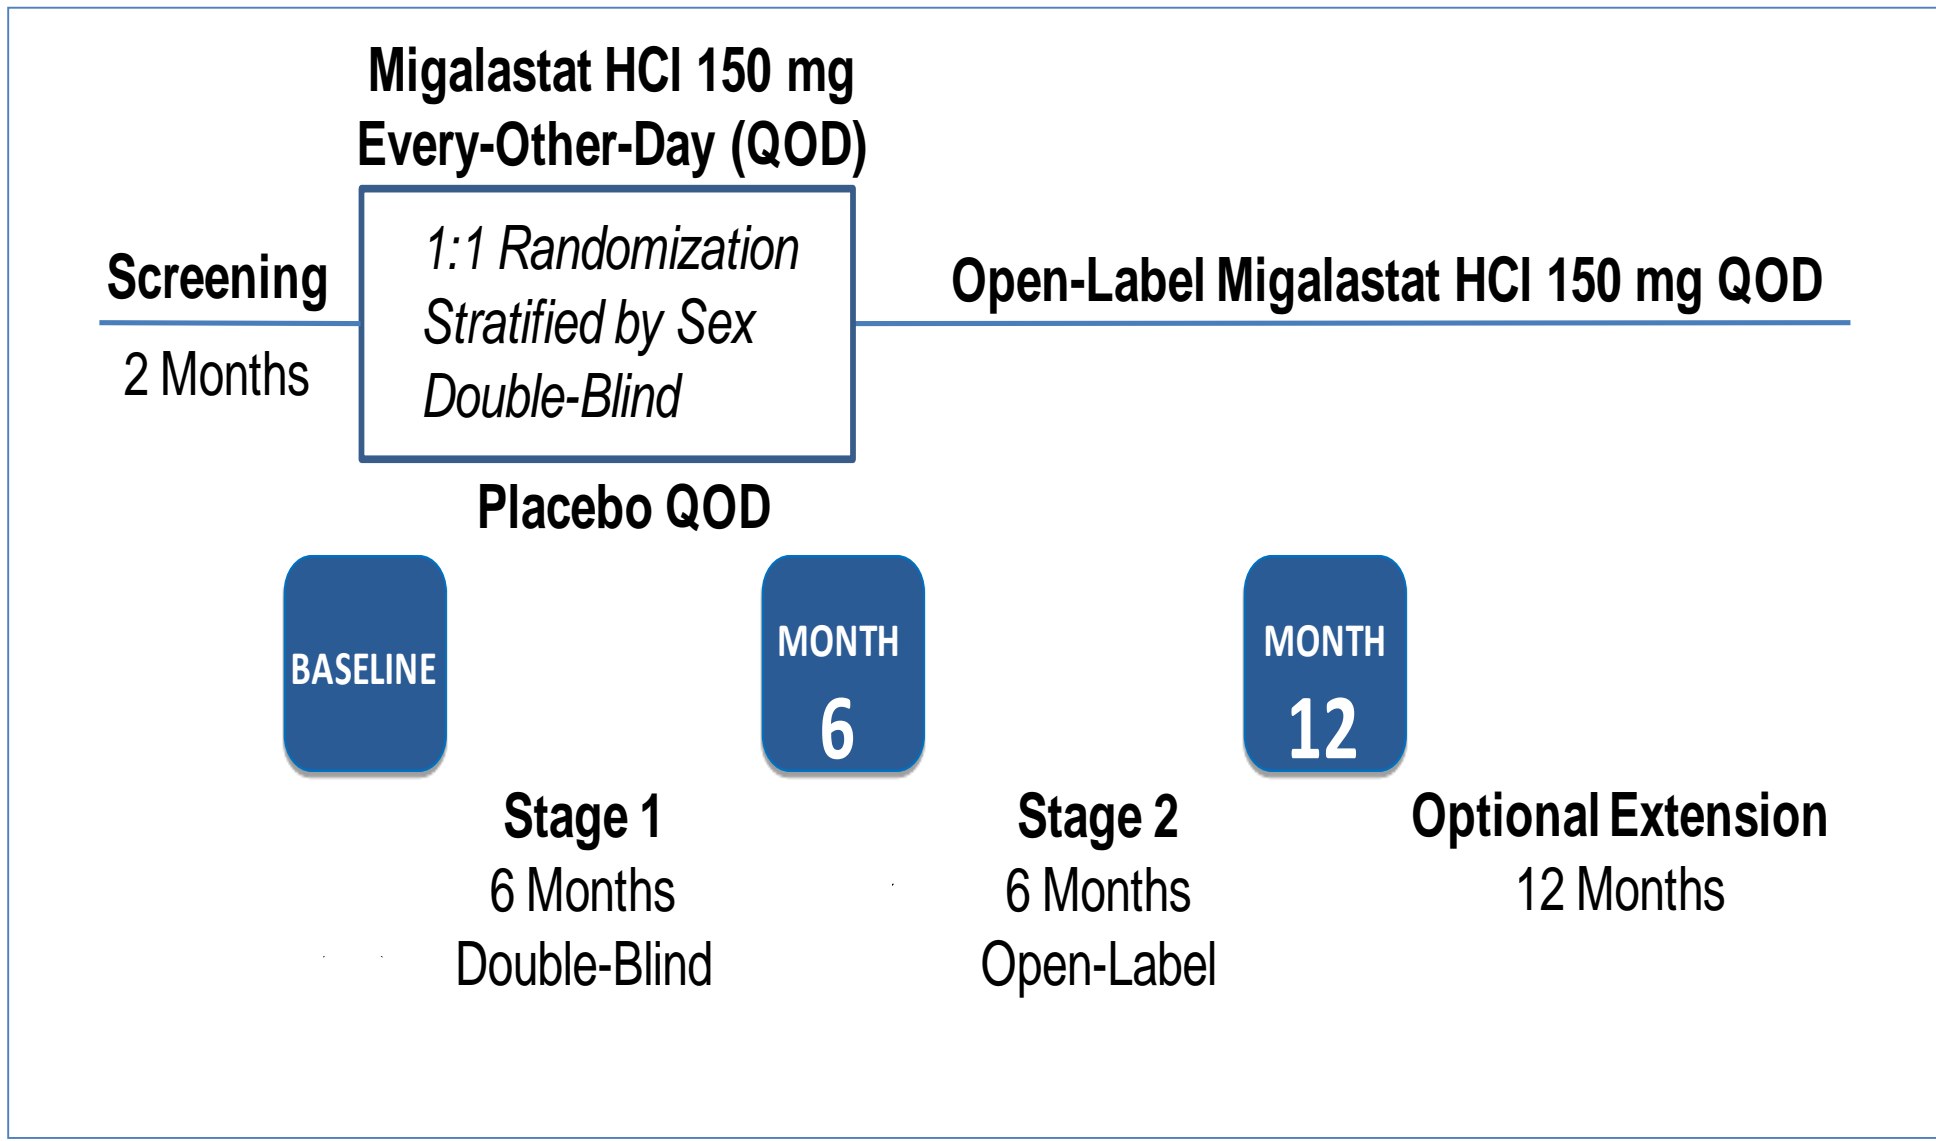 Migalastat HCl 150 mg
Every-Other-Day (QOD)
Screening
2 Months
1:1 Randomization
Stratified by Sex
Double-Blind
Open-Label Migalastat HCl 150 mg QOD
Placebo QOD
BASELINE
MONTH
6
MONTH
12
Stage 1
6 Months
Double-Blind
Stage 2
6 Months
Open-Label
Optional Extension
12 Months